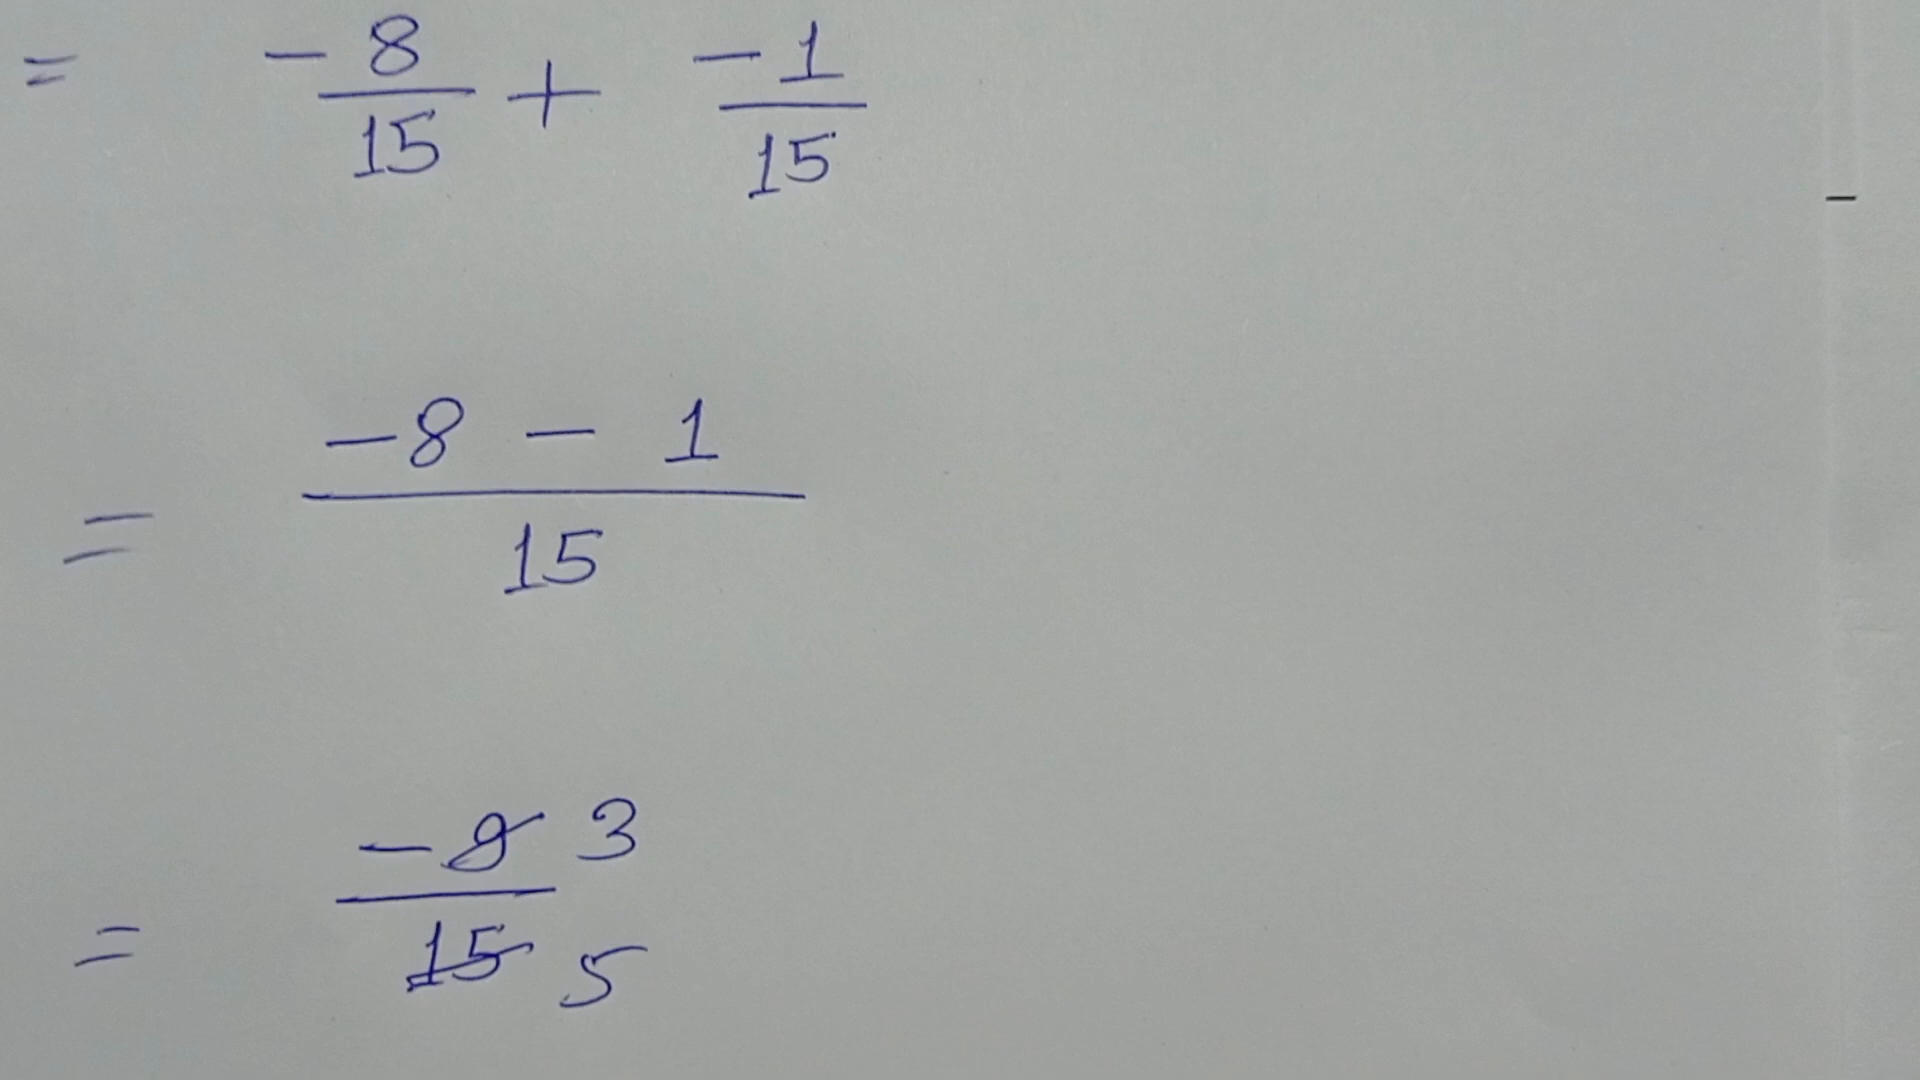 = -8/15 + -1/15
= -8 - 1/15
= -9 3/15 5